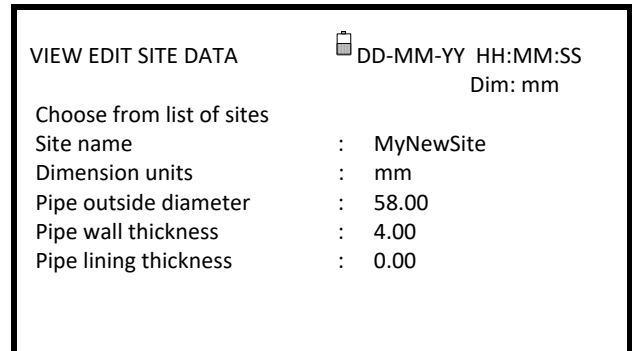 VIEW EDIT SITE DATA DD-MM-YY HH:MM:SS
Dim: mm
Choose from list of sites
Site name : MyNewSite
Dimension units : mm
Pipe outside diameter : 58.00
Pipe wall thickness : 4.00
Pipe lining thickness : 0.00